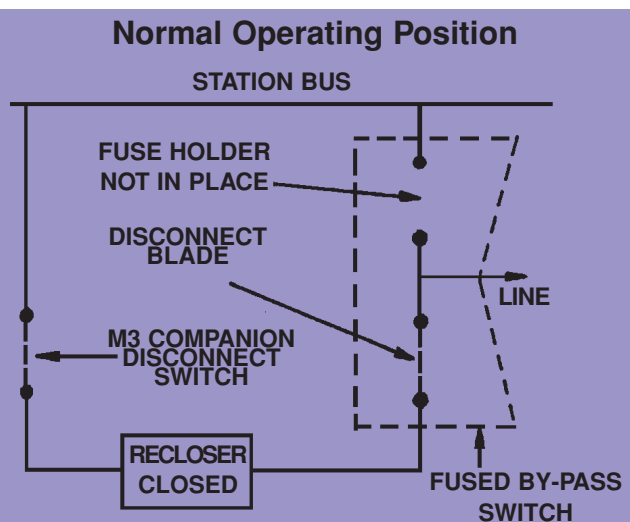 Normal Operating Position
STATION BUS
FUSE HOLDER
NOT IN PLACE
DISCONNECT
BLADE
LINE
M3 COMPANION
DISCONNECT
SWITCH
RECLOSER
CLOSED
FUSED BY-PASS
SWITCH